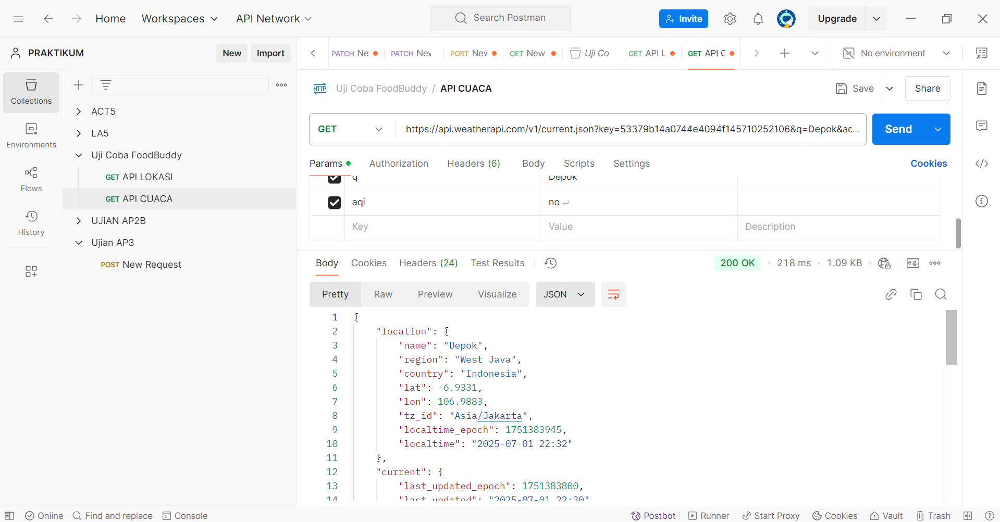 Home Workspaces API Network Search Postman Invite Upgrade
PRAKTIKUM New Import
PATCH Ne PATCH Nev POST Nev GET New Uji Co GET API L GET API C No environment
Collections
Environments
Flows
History
ACT5
LA5
Uji Coba FoodBuddy
GET API LOKASI
GET API CUACA
UJIAN AP2B
Ujian AP3
POST New Request
HTTP Uji Coba FoodBuddy / API CUACA Save Share
GET https://api.weatherapi.com/v1/current.json?key=53379b14a0744e4094f145710252106&q=Depok&ac... Send
Params Authorization Headers (6) Body Scripts Settings Cookies
q Depok
aqi no
Key Value Description
Body Cookies Headers (24) Test Results 200 OK • 218 ms • 1.09 KB • e.g.
Pretty Raw Preview Visualize JSON
1 {
2 "location": {
3 "name": "Depok",
4 "region": "West Java",
5 "country": "Indonesia",
6 "lat": -6.9331,
7 "lon": 106.9883,
8 "tz_id": "Asia/Jakarta",
9 "localtime_epoch": 1751383945,
10 "localtime": "2025-07-01 22:32"
11 },
12 "current": {
13 "last_updated_epoch": 1751383800,
14 "last_updated": "2025-07-01 22:30"
Online Find and replace Console Postbot Runner Start Proxy Cookies Vault Trash